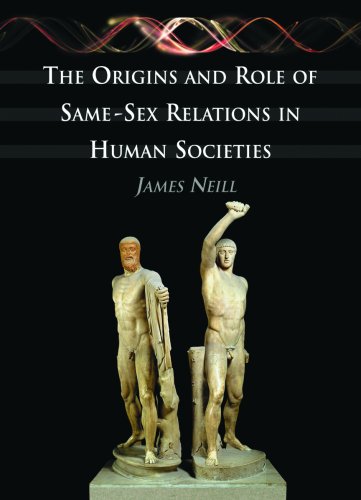 THE ORIGINS AND ROLE OF
SAME-SEX RELATIONS IN
HUMAN SOCIETIES
JAMES NEILL